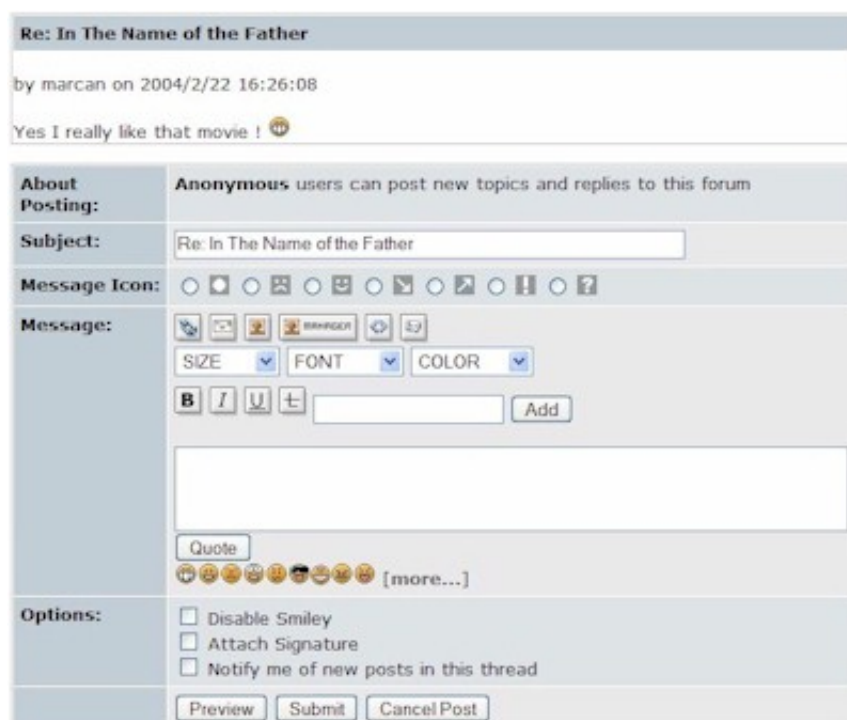 Re: In The Name of the Father
by marcan on 2004/2/22 16:26:08
Yes I really like that movie !
About Posting:
Anonymous users can post new topics and replies to this forum
Subject:
Re: In The Name of the Father
Message Icon:
Message:
MANAGER
SIZE FONT COLOR
B I U t
Add
Quote
[more...]
Options:
Disable Smiley
Attach Signature
Notify me of new posts in this thread
Preview Submit Cancel Post